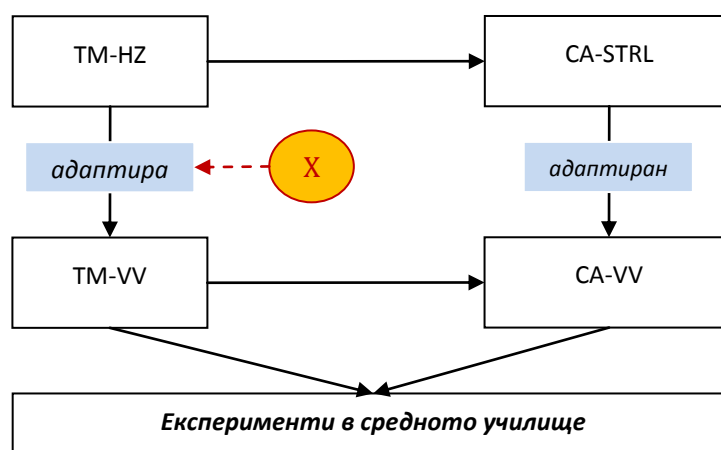 TM-HZ
CA-STRL
адаптира
X
адаптиран
TM-VV
CA-VV
Експерименти в средното училище